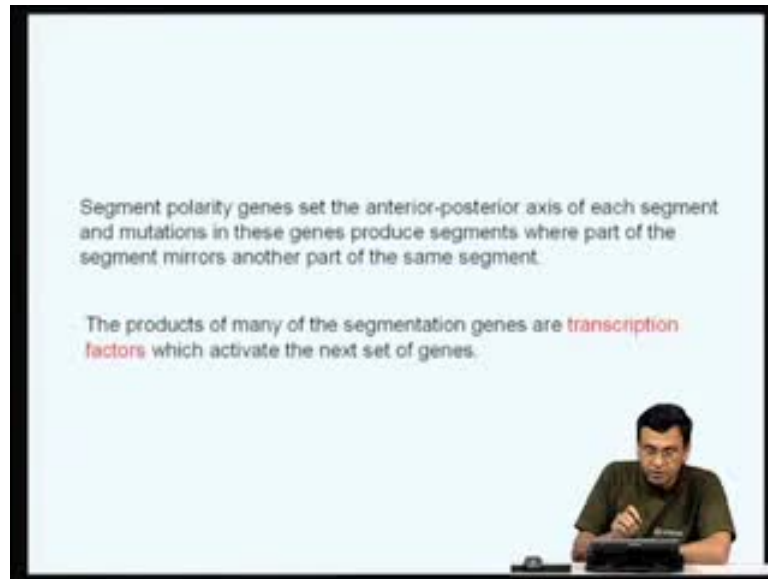 Segment polarity genes set the anterior-posterior axis of each segment
and mutations in these genes produce segments where part of the
segment mirrors another part of the same segment.
The products of many of the segmentation genes are transcription
factors which activate the next set of genes.